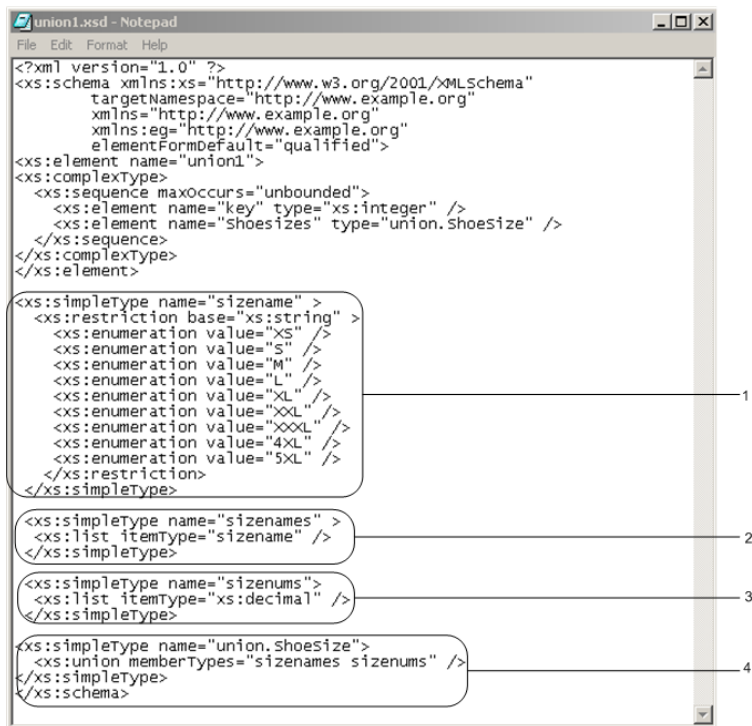 union1.xsd - Notepad
File Edit Format Help
<?xml version="1.0" ?>
<xs:schema xmlns:xs="http://www.w3.org/2001/XMLSchema"
targetNamespace="http://www.example.org"
xmlns="http://www.example.org"
xmlns:eg="http://www.example.org"
elementFormDefault="qualified">
<xs:element name="union1">
<xs:complexType>
<xs:sequence maxOccurs="unbounded">
<xs:element name="key" type="xs:integer" />
<xs:element name="Shoesizes" type="union.ShoeSize" />
</xs:sequence>
</xs:complexType>
</xs:element>
<xs:simpleType name="sizename" >
<xs:restriction base="xs:string" >
<xs:enumeration value="XS" />
<xs:enumeration value="S" />
<xs:enumeration value="M" />
<xs:enumeration value="L" />
<xs:enumeration value="XL" />
<xs:enumeration value="XXL" />
<xs:enumeration value="XXXL" />
<xs:enumeration value="4XL" />
<xs:enumeration value="5XL" />
</xs:restriction>
</xs:simpleType>
1
<xs:simpleType name="sizenames" >
<xs:list itemType="sizename" />
</xs:simpleType>
2
<xs:simpleType name="sizenums">
<xs:list itemType="xs:decimal" />
</xs:simpleType>
3
<xs:simpleType name="union.ShoeSize">
<xs:union memberTypes="sizenames sizenums" />
</xs:simpleType>
</xs:schema>
4